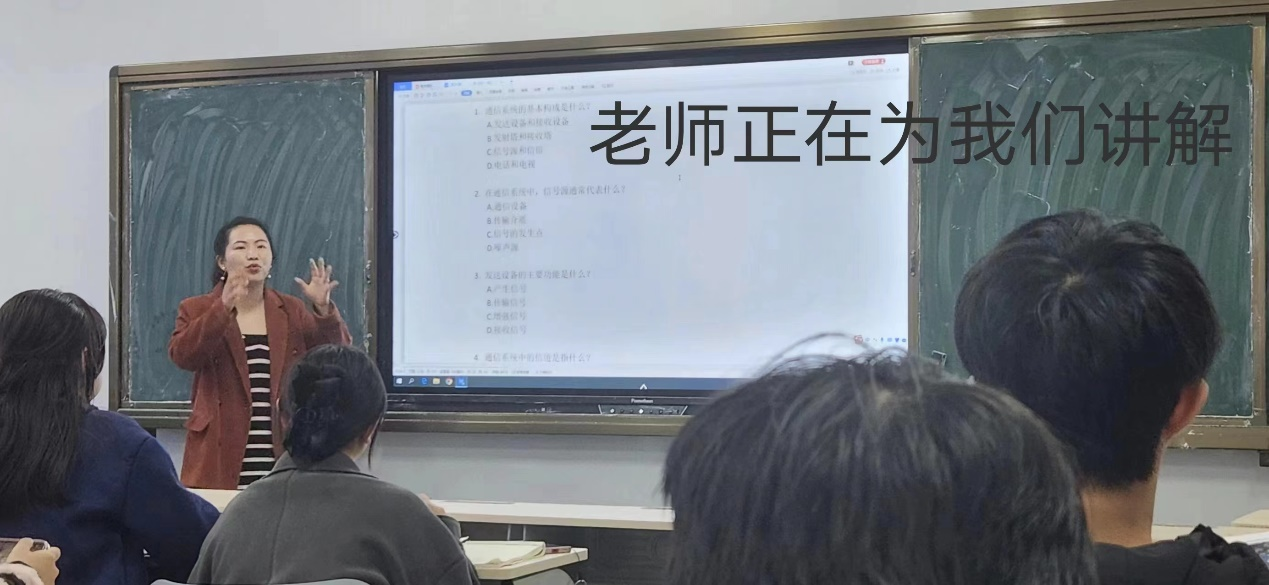 老师正在为我们讲解
1. 通信系统的基本构成是什么?
A.发送设备和接收设备
B.发射塔和接收塔
C.信号源和信宿
D.电话和电视
2. 在通信系统中，信号源通常代表什么?
A.通信设备
B.传输介质
C.信号的发生者
D.噪声源
3. 发送设备的主要功能是什么?
A.产生信号
B.传输信号
C.增强信号
D.接收信号
4. 通信系统中的信度是指什么?